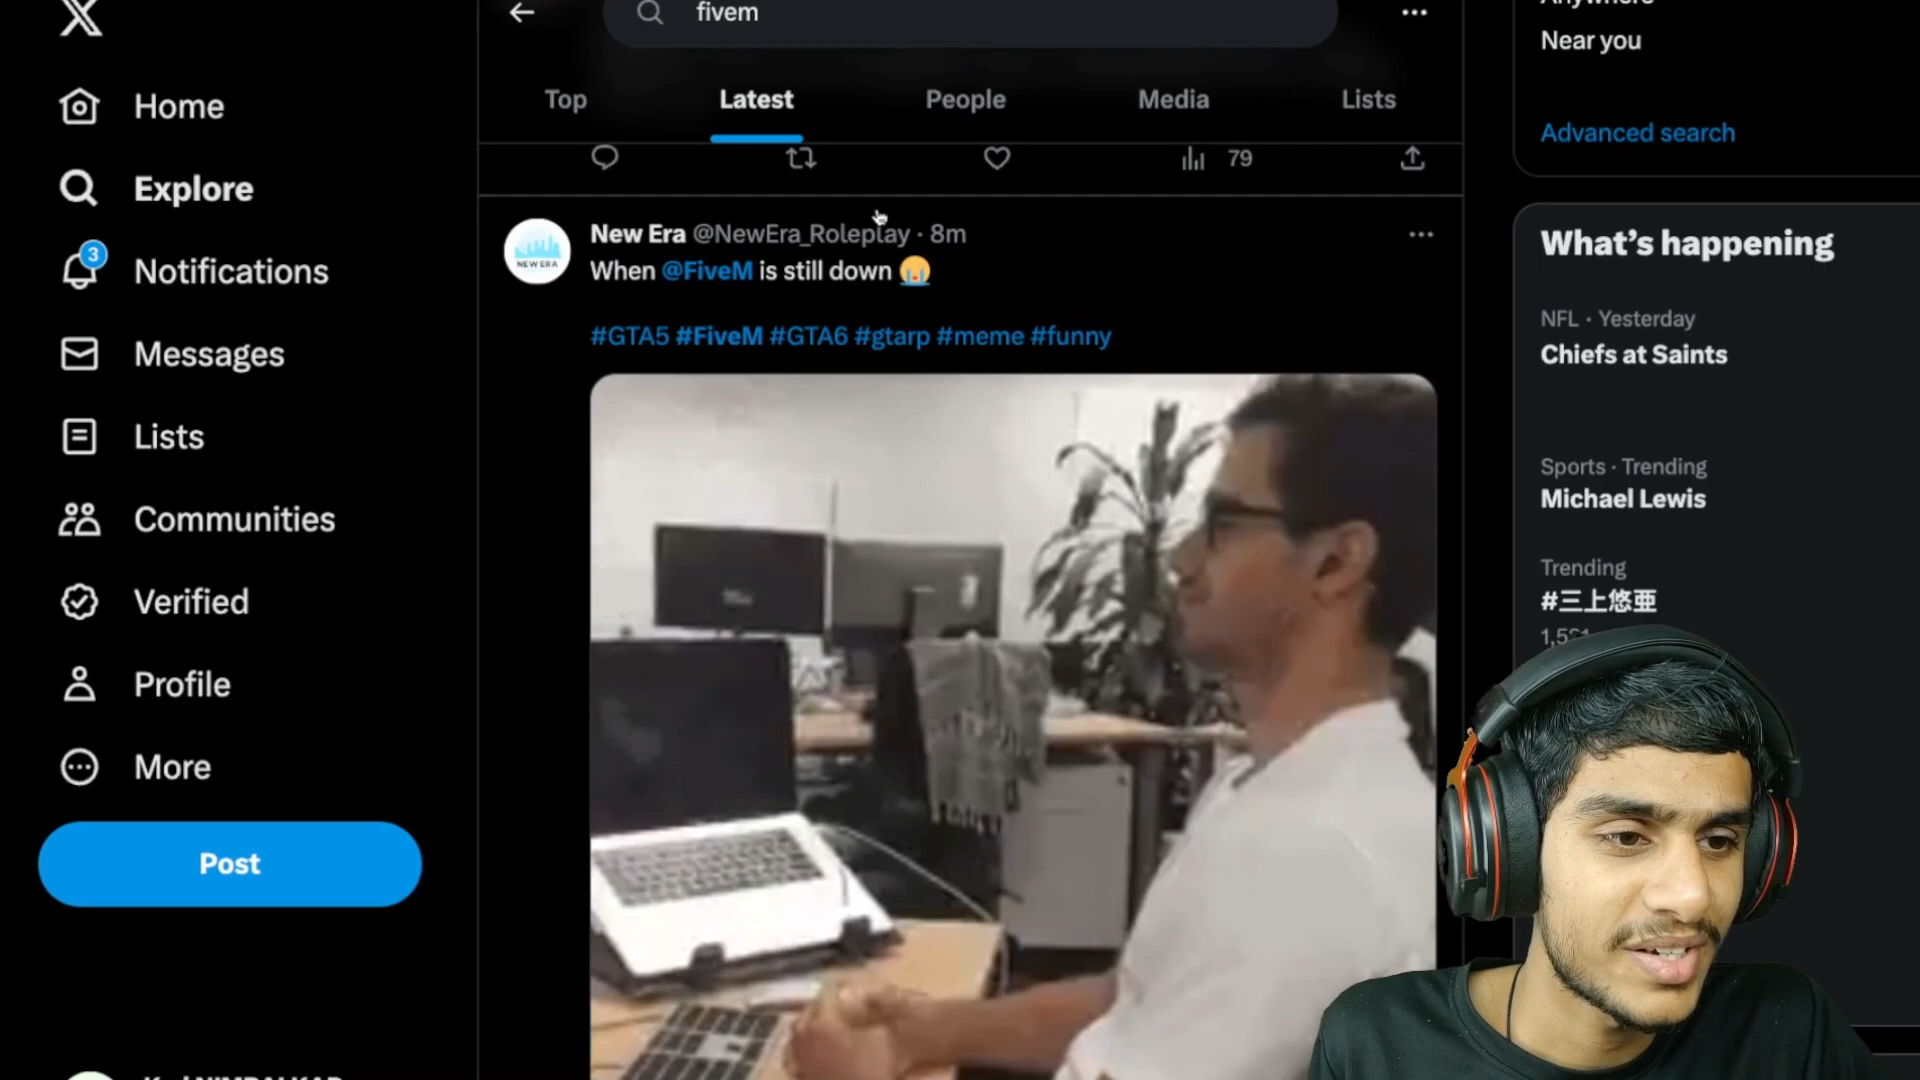 fivem
Top
Latest
People
Media
Lists
79
Home
Explore
3
Notifications
Messages
Lists
Communities
Verified
Profile
More
Post
NEW ERA
New Era @NewEra_Roleplay · 8m
When @FiveM is still down 😭
#GTA5 #FiveM #GTA6 #gtarp #meme #funny
Near you
Advanced search
What's happening
NFL · Yesterday
Chiefs at Saints
Sports · Trending
Michael Lewis
Trending
#三上悠亜